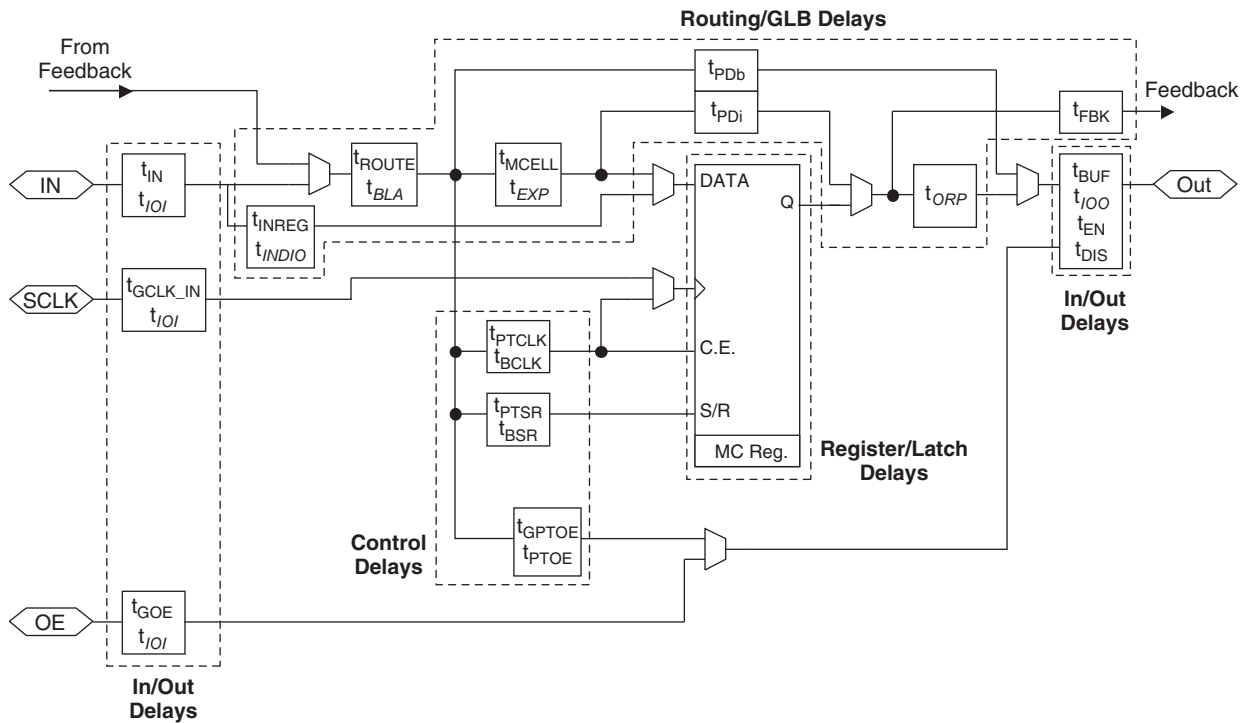 Routing/GLB Delays
From
Feedback
tPDb
tPDi
tFBK
Feedback
IN
tIN
tIOI
tROUTE
tBLA
tMCELL
tEXP
tINREG
tINDIO
DATA
Q
tORP
tBUF
tIOO
tEN
tDIS
Out
In/Out
Delays
SCLK
tGCLK_IN
tIOI
tPTCLK
tBCLK
C.E.
tPTSR
tBSR
S/R
MC Reg.
Register/Latch
Delays
Control
Delays
tGPTOE
tPTOE
OE
tGOE
tIOI
In/Out
Delays